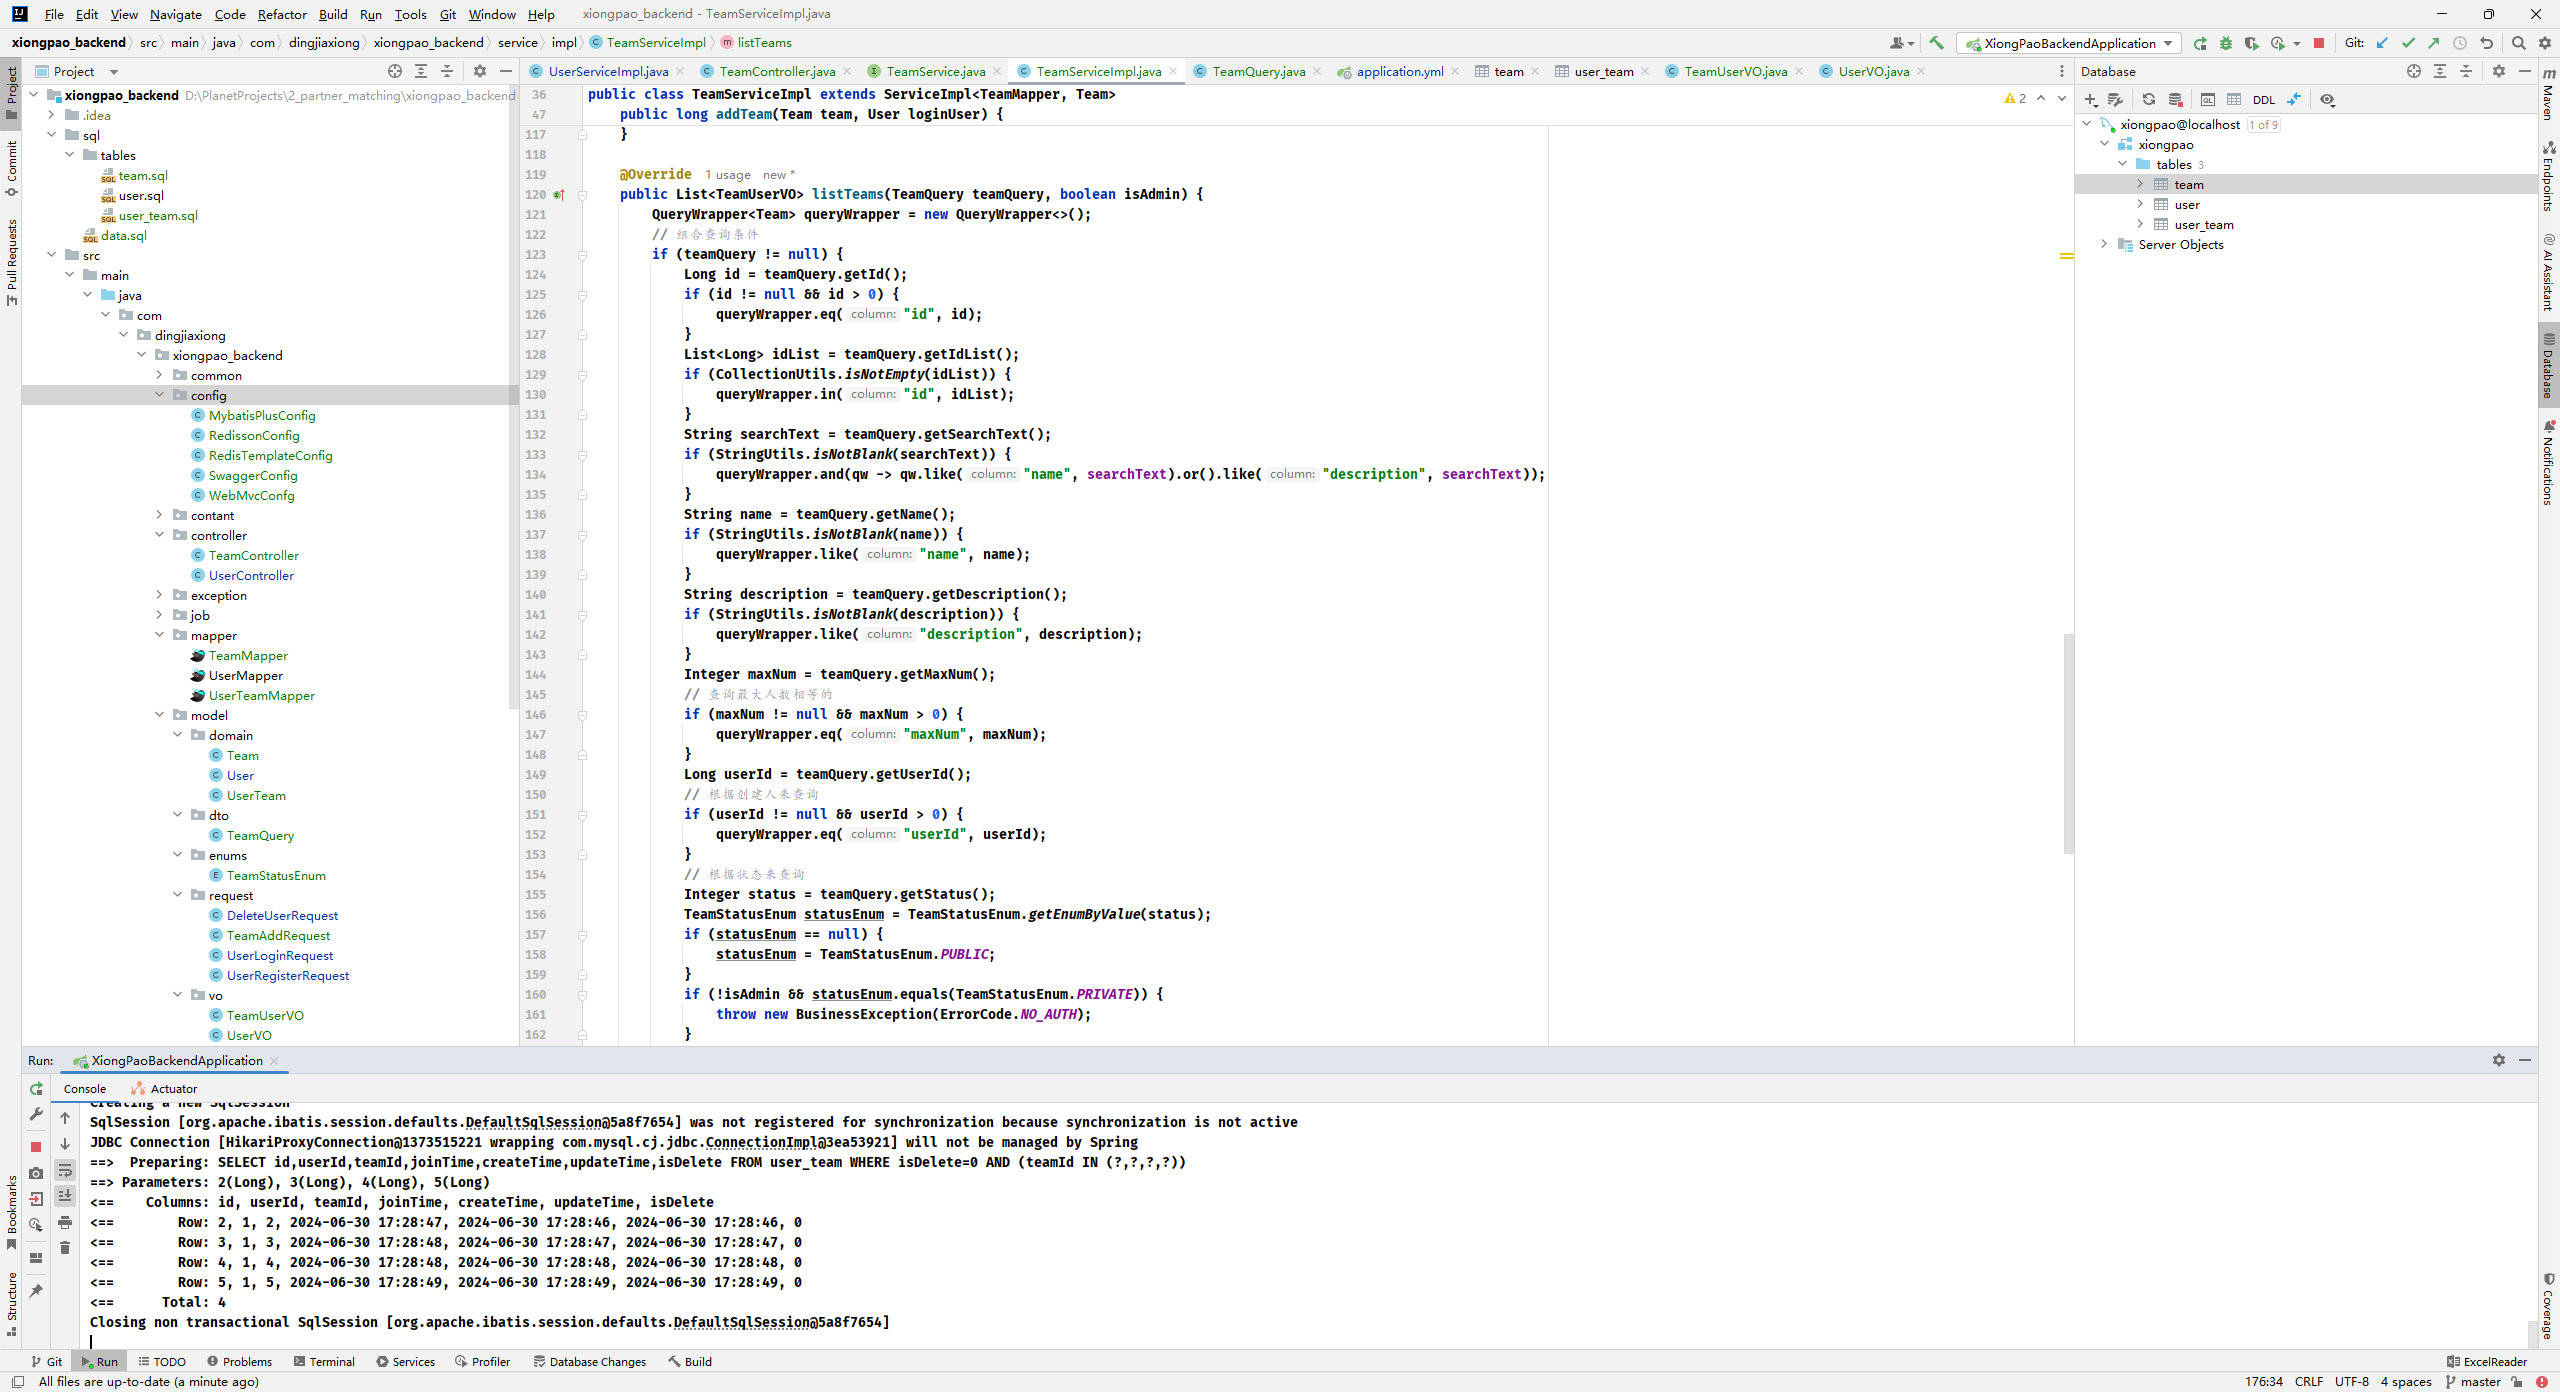 File Edit View Navigate Code Refactor Build Run Tools Git Window Help xiongpao_backend - TeamServiceImpl.java
xiongpao_backend src main java com dingjiaxiong xiongpao_backend service impl TeamServiceImpl listTeams XiongPaoBackendApplication Git:
Project
UserServiceImpl.java TeamController.java TeamService.java TeamServiceImpl.java TeamQuery.java application.yml team user_team TeamUserVO.java UserVO.java
Database
DDL
Project
Commit
Pull Requests
Bookmarks
Structure
xiongpao_backend D:\PlanetProjects\2_partner_matching\xiongpao_backend
.idea
sql
tables
team.sql
user.sql
user_team.sql
data.sql
src
main
java
com
dingjiaxiong
xiongpao_backend
common
config
MybatisPlusConfig
RedissonConfig
RedisTemplateConfig
SwaggerConfig
WebMvcConfg
contant
controller
TeamController
UserController
exception
job
mapper
TeamMapper
UserMapper
UserTeamMapper
model
domain
Team
User
UserTeam
dto
TeamQuery
enums
TeamStatusEnum
request
DeleteUserRequest
TeamAddRequest
UserLoginRequest
UserRegisterRequest
vo
TeamUserVO
UserVO
2
36 public class TeamServiceImpl extends ServiceImpl<TeamMapper, Team>
47 public long addTeam(Team team, User loginUser) {
117 }
118
119 @Override 1 usage new *
120 public List<TeamUserVO> listTeams(TeamQuery teamQuery, boolean isAdmin) {
121 QueryWrapper<Team> queryWrapper = new QueryWrapper<>();
122 // 组合查询条件
123 if (teamQuery != null) {
124 Long id = teamQuery.getId();
125 if (id != null && id > 0) {
126 queryWrapper.eq( column: "id", id);
127 }
128 List<Long> idList = teamQuery.getIdList();
129 if (CollectionUtils.isNotEmpty(idList)) {
130 queryWrapper.in( column: "id", idList);
131 }
132 String searchText = teamQuery.getSearchText();
133 if (StringUtils.isNotBlank(searchText)) {
134 queryWrapper.and(qw -> qw.like( column: "name", searchText).or().like( column: "description", searchText));
135 }
136 String name = teamQuery.getName();
137 if (StringUtils.isNotBlank(name)) {
138 queryWrapper.like( column: "name", name);
139 }
140 String description = teamQuery.getDescription();
141 if (StringUtils.isNotBlank(description)) {
142 queryWrapper.like( column: "description", description);
143 }
144 Integer maxNum = teamQuery.getMaxNum();
145 // 查询最大人数相等的
146 if (maxNum != null && maxNum > 0) {
147 queryWrapper.eq( column: "maxNum", maxNum);
148 }
149 Long userId = teamQuery.getUserId();
150 // 根据创建人来查询
151 if (userId != null && userId > 0) {
152 queryWrapper.eq( column: "userId", userId);
153 }
154 // 根据状态来查询
155 Integer status = teamQuery.getStatus();
156 TeamStatusEnum statusEnum = TeamStatusEnum.getEnumByValue(status);
157 if (statusEnum == null) {
158 statusEnum = TeamStatusEnum.PUBLIC;
159 }
160 if (!isAdmin && statusEnum.equals(TeamStatusEnum.PRIVATE)) {
161 throw new BusinessException(ErrorCode.NO_AUTH);
162 }
xiongpao@localhost 1 of 9
xiongpao
tables 3
team
user
user_team
Server Objects
Maven
Endpoints
AI Assistant
Database
Notifications
Coverage
Run: XiongPaoBackendApplication
Console Actuator
Creating a new SqlSession
SqlSession [org.apache.ibatis.session.defaults.DefaultSqlSession@5a8f7654] was not registered for synchronization because synchronization is not active
JDBC Connection [HikariProxyConnection@1373515221 wrapping com.mysql.cj.jdbc.ConnectionImpl@3ea53921] will not be managed by Spring
==>  Preparing: SELECT id,userId,teamId,joinTime,createTime,updateTime,isDelete FROM user_team WHERE isDelete=0 AND (teamId IN (?,?,?,?))
==> Parameters: 2(Long), 3(Long), 4(Long), 5(Long)
<==    Columns: id, userId, teamId, joinTime, createTime, updateTime, isDelete
<==        Row: 2, 1, 2, 2024-06-30 17:28:47, 2024-06-30 17:28:46, 2024-06-30 17:28:46, 0
<==        Row: 3, 1, 3, 2024-06-30 17:28:48, 2024-06-30 17:28:47, 2024-06-30 17:28:47, 0
<==        Row: 4, 1, 4, 2024-06-30 17:28:48, 2024-06-30 17:28:48, 2024-06-30 17:28:48, 0
<==        Row: 5, 1, 5, 2024-06-30 17:28:49, 2024-06-30 17:28:49, 2024-06-30 17:28:49, 0
<==      Total: 4
Closing non transactional SqlSession [org.apache.ibatis.session.defaults.DefaultSqlSession@5a8f7654]
Git Run TODO Problems Terminal Services Profiler Database Changes Build ExcelReader
All files are up-to-date (a minute ago) 176:34 CRLF UTF-8 4 spaces master